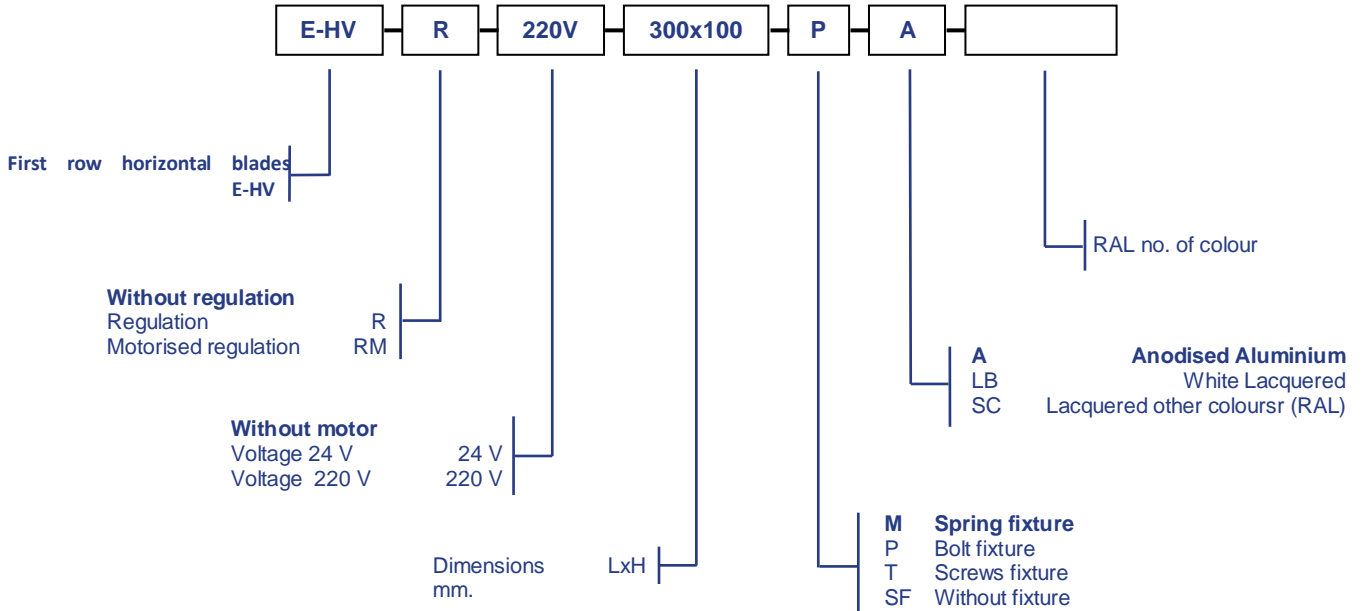 E-HV R 220V 300x100 P A
First row horizontal blades
E-HV
RAL no. of colour
Without regulation
Regulation R
Motorised regulation RM
A Anodised Aluminium
LB White Lacquered
SC Lacquered other coloursr (RAL)
Without motor
Voltage 24 V 24 V
Voltage 220 V 220 V
M Spring fixture
P Bolt fixture
T Screws fixture
SF Without fixture
Dimensions LxH
mm.